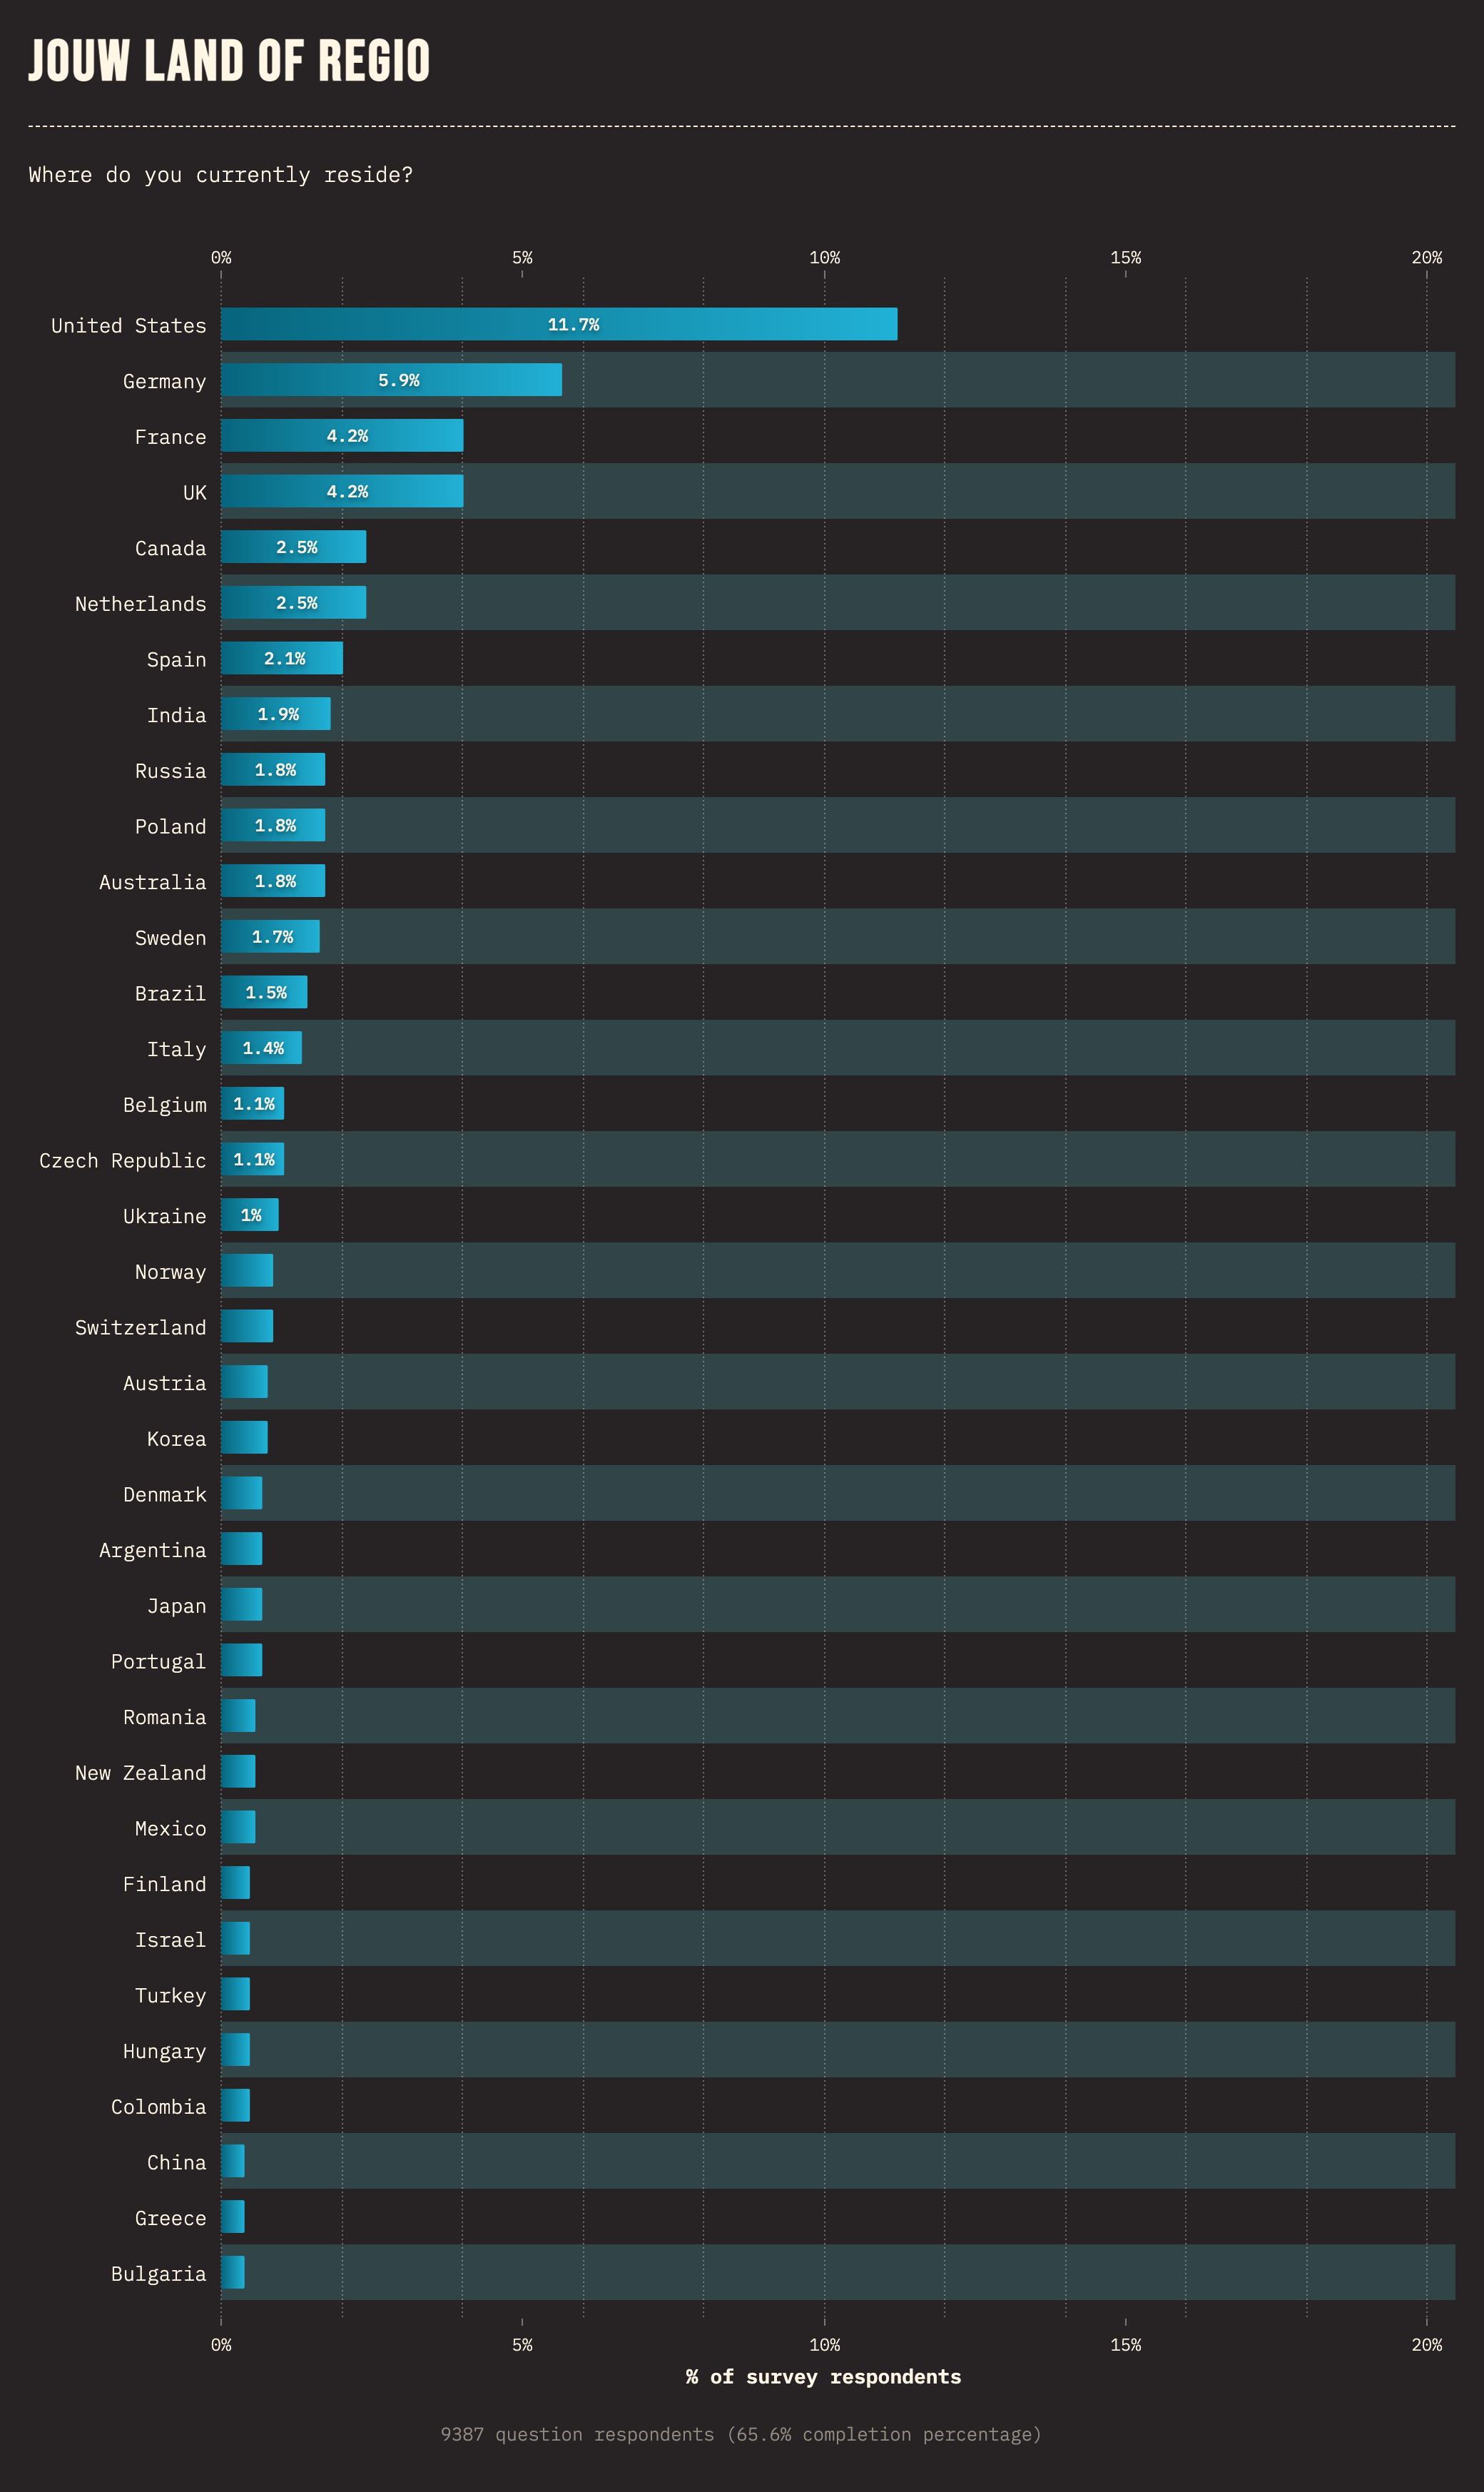 JOUW LAND OF REGIO
Where do you currently reside?
0% 5% 10% 15% 20%
United States 11.7%
Germany 5.9%
France 4.2%
UK 4.2%
Canada 2.5%
Netherlands 2.5%
Spain 2.1%
India 1.9%
Russia 1.8%
Poland 1.8%
Australia 1.8%
Sweden 1.7%
Brazil 1.5%
Italy 1.4%
Belgium 1.1%
Czech Republic 1.1%
Ukraine 1%
Norway
Switzerland
Austria
Korea
Denmark
Argentina
Japan
Portugal
Romania
New Zealand
Mexico
Finland
Israel
Turkey
Hungary
Colombia
China
Greece
Bulgaria
0% 5% 10% 15% 20%
% of survey respondents
9387 question respondents (65.6% completion percentage)